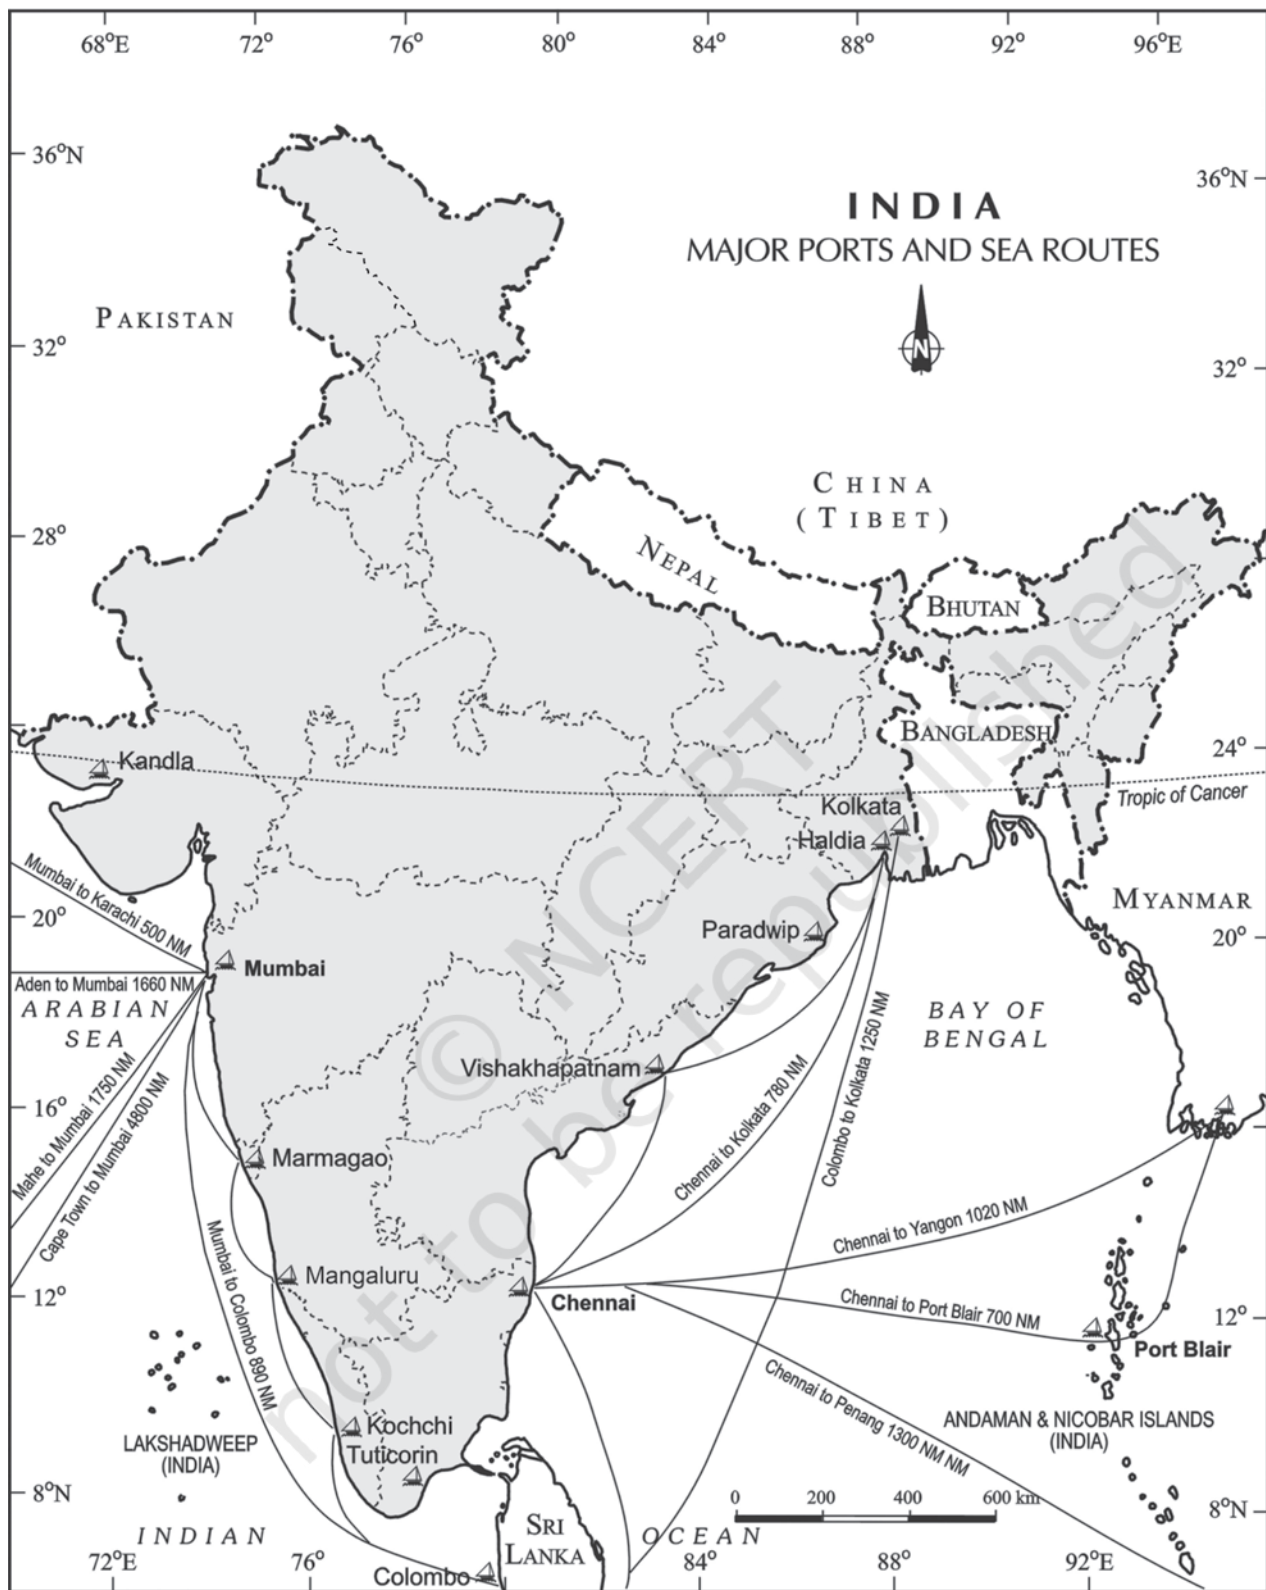 68°E 72° 76° 80° 84° 88° 92° 96°E
36°N
36°N
INDIA
MAJOR PORTS AND SEA ROUTES
N
PAKISTAN
32°
32°
CHINA
(TIBET)
28°
NEPAL
BHUTAN
BANGLADESH
24°
Kandla
Tropic of Cancer
Kolkata
Haldia
Mumbai to Karachi 500 NM
MYANMAR
20°
20°
Paradwip
Mumbai
Aden to Mumbai 1660 NM
ARABIAN
SEA
BAY OF
BENGAL
Mahe to Mumbai 1750 NM
Cape Town to Mumbai 4800 NM
Vishakhapatnam
Chennai to Kolkata 780 NM
Colombo to Kolkata 1250 NM
16°
16°
Marmagao
Mumbai to Colombo 890 NM
Chennai to Yangon 1020 NM
Mangaluru
12°
12°
Chennai
Chennai to Port Blair 700 NM
Port Blair
Chennai to Penang 1300 NM NM
Kochchi
Tuticorin
LAKSHADWEEP
(INDIA)
ANDAMAN & NICOBAR ISLANDS
(INDIA)
8°N
8°N
0 200 400 600 km
INDIAN OCEAN
SRI
LANKA
Colombo
72°E 76° 84° 88° 92°E
© NCERT
not to be republished